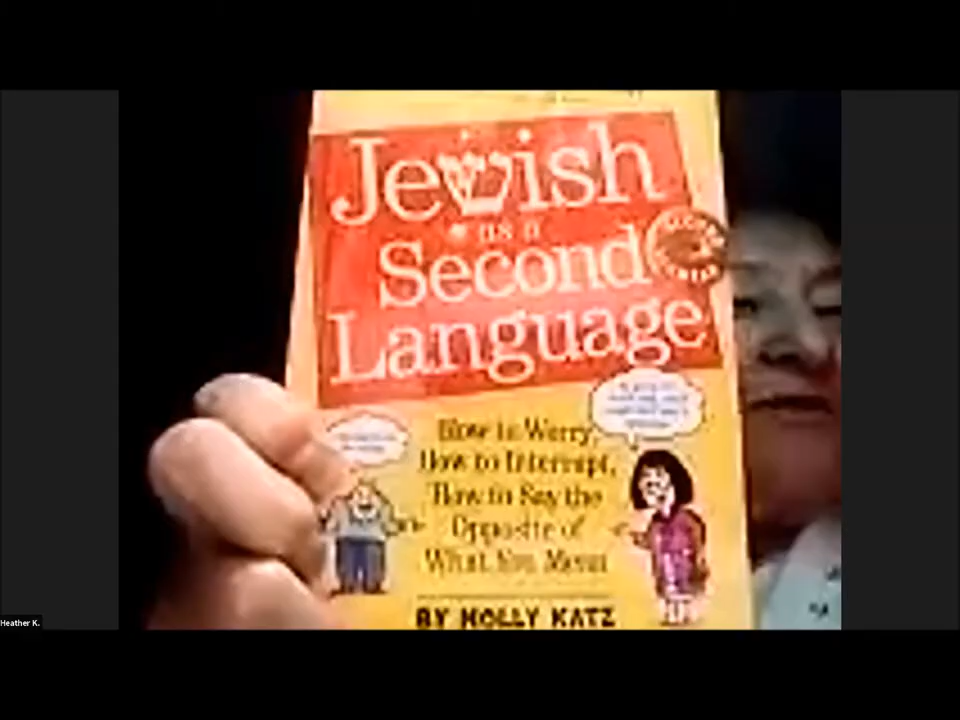 Jewish
as a
Second
Language
How to Worry,
How to Interrupt,
How to Say the
Opposite of
What You Mean
BY MOLLY KATZ
Heather K.